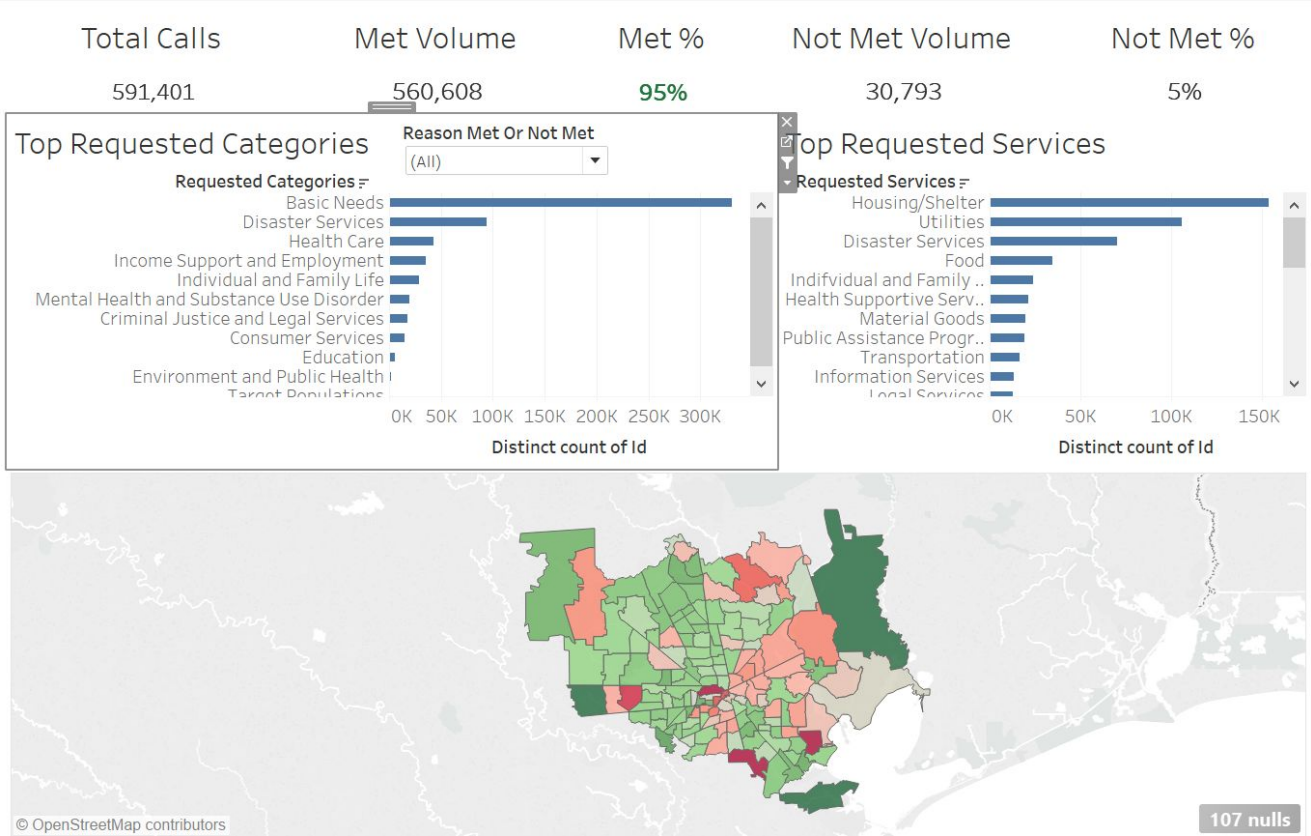 Total Calls
Met Volume
Met %
Not Met Volume
Not Met %
591,401
560,608
95%
30,793
5%
Top Requested Categories
Reason Met Or Not Met
(All)
Requested Categories
Basic Needs
Disaster Services
Health Care
Income Support and Employment
Individual and Family Life
Mental Health and Substance Use Disorder
Criminal Justice and Legal Services
Consumer Services
Education
Environment and Public Health
Target Populations
0K 50K 100K 150K 200K 250K 300K
Distinct count of Id
Top Requested Services
Requested Services
Housing/Shelter
Utilities
Disaster Services
Food
Indifvidual and Family ..
Health Supportive Serv..
Material Goods
Public Assistance Progr..
Transportation
Information Services
Legal Services
0K 50K 100K 150K
Distinct count of Id
© OpenStreetMap contributors
107 nulls